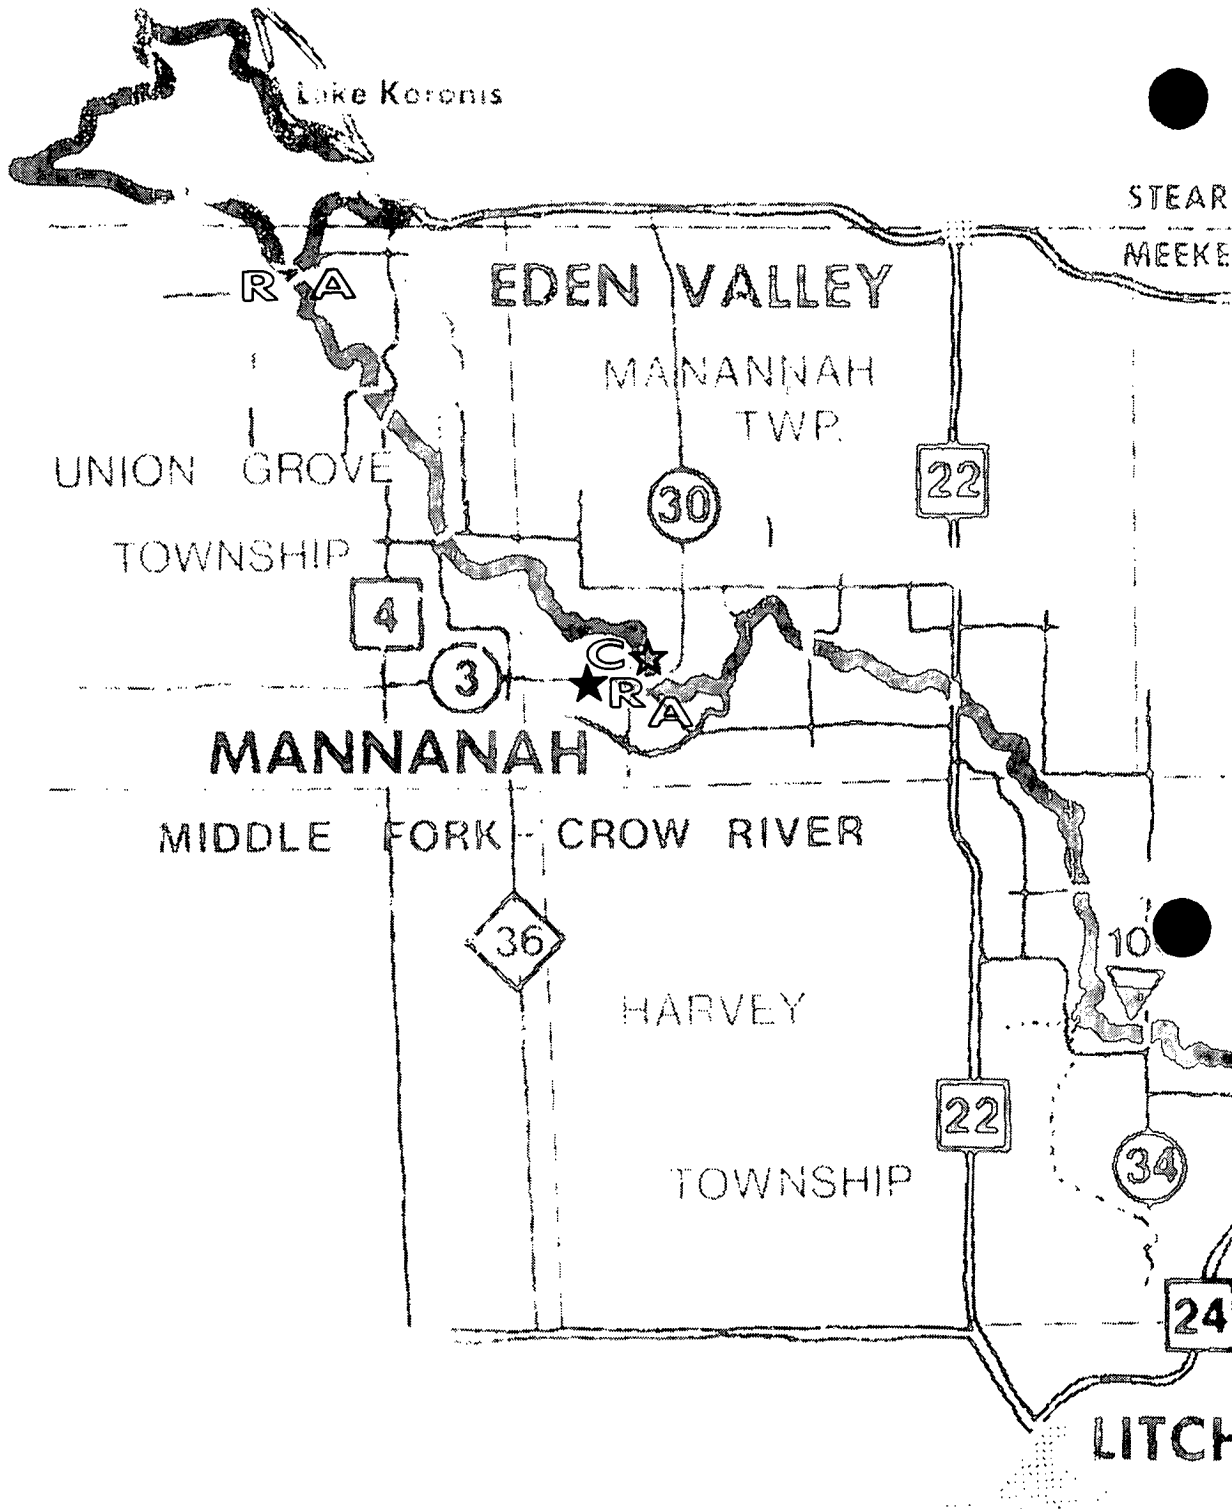 Lake Koronis
STEAR
MEEKE
R A
EDEN VALLEY
MANANNAH
TWP.
UNION GROVE
22
30
TOWNSHIP
4
C
3
R
A
MANNANAH
MIDDLE FORK - CROW RIVER
36
10
HARVEY
22
34
TOWNSHIP
24
LITCH